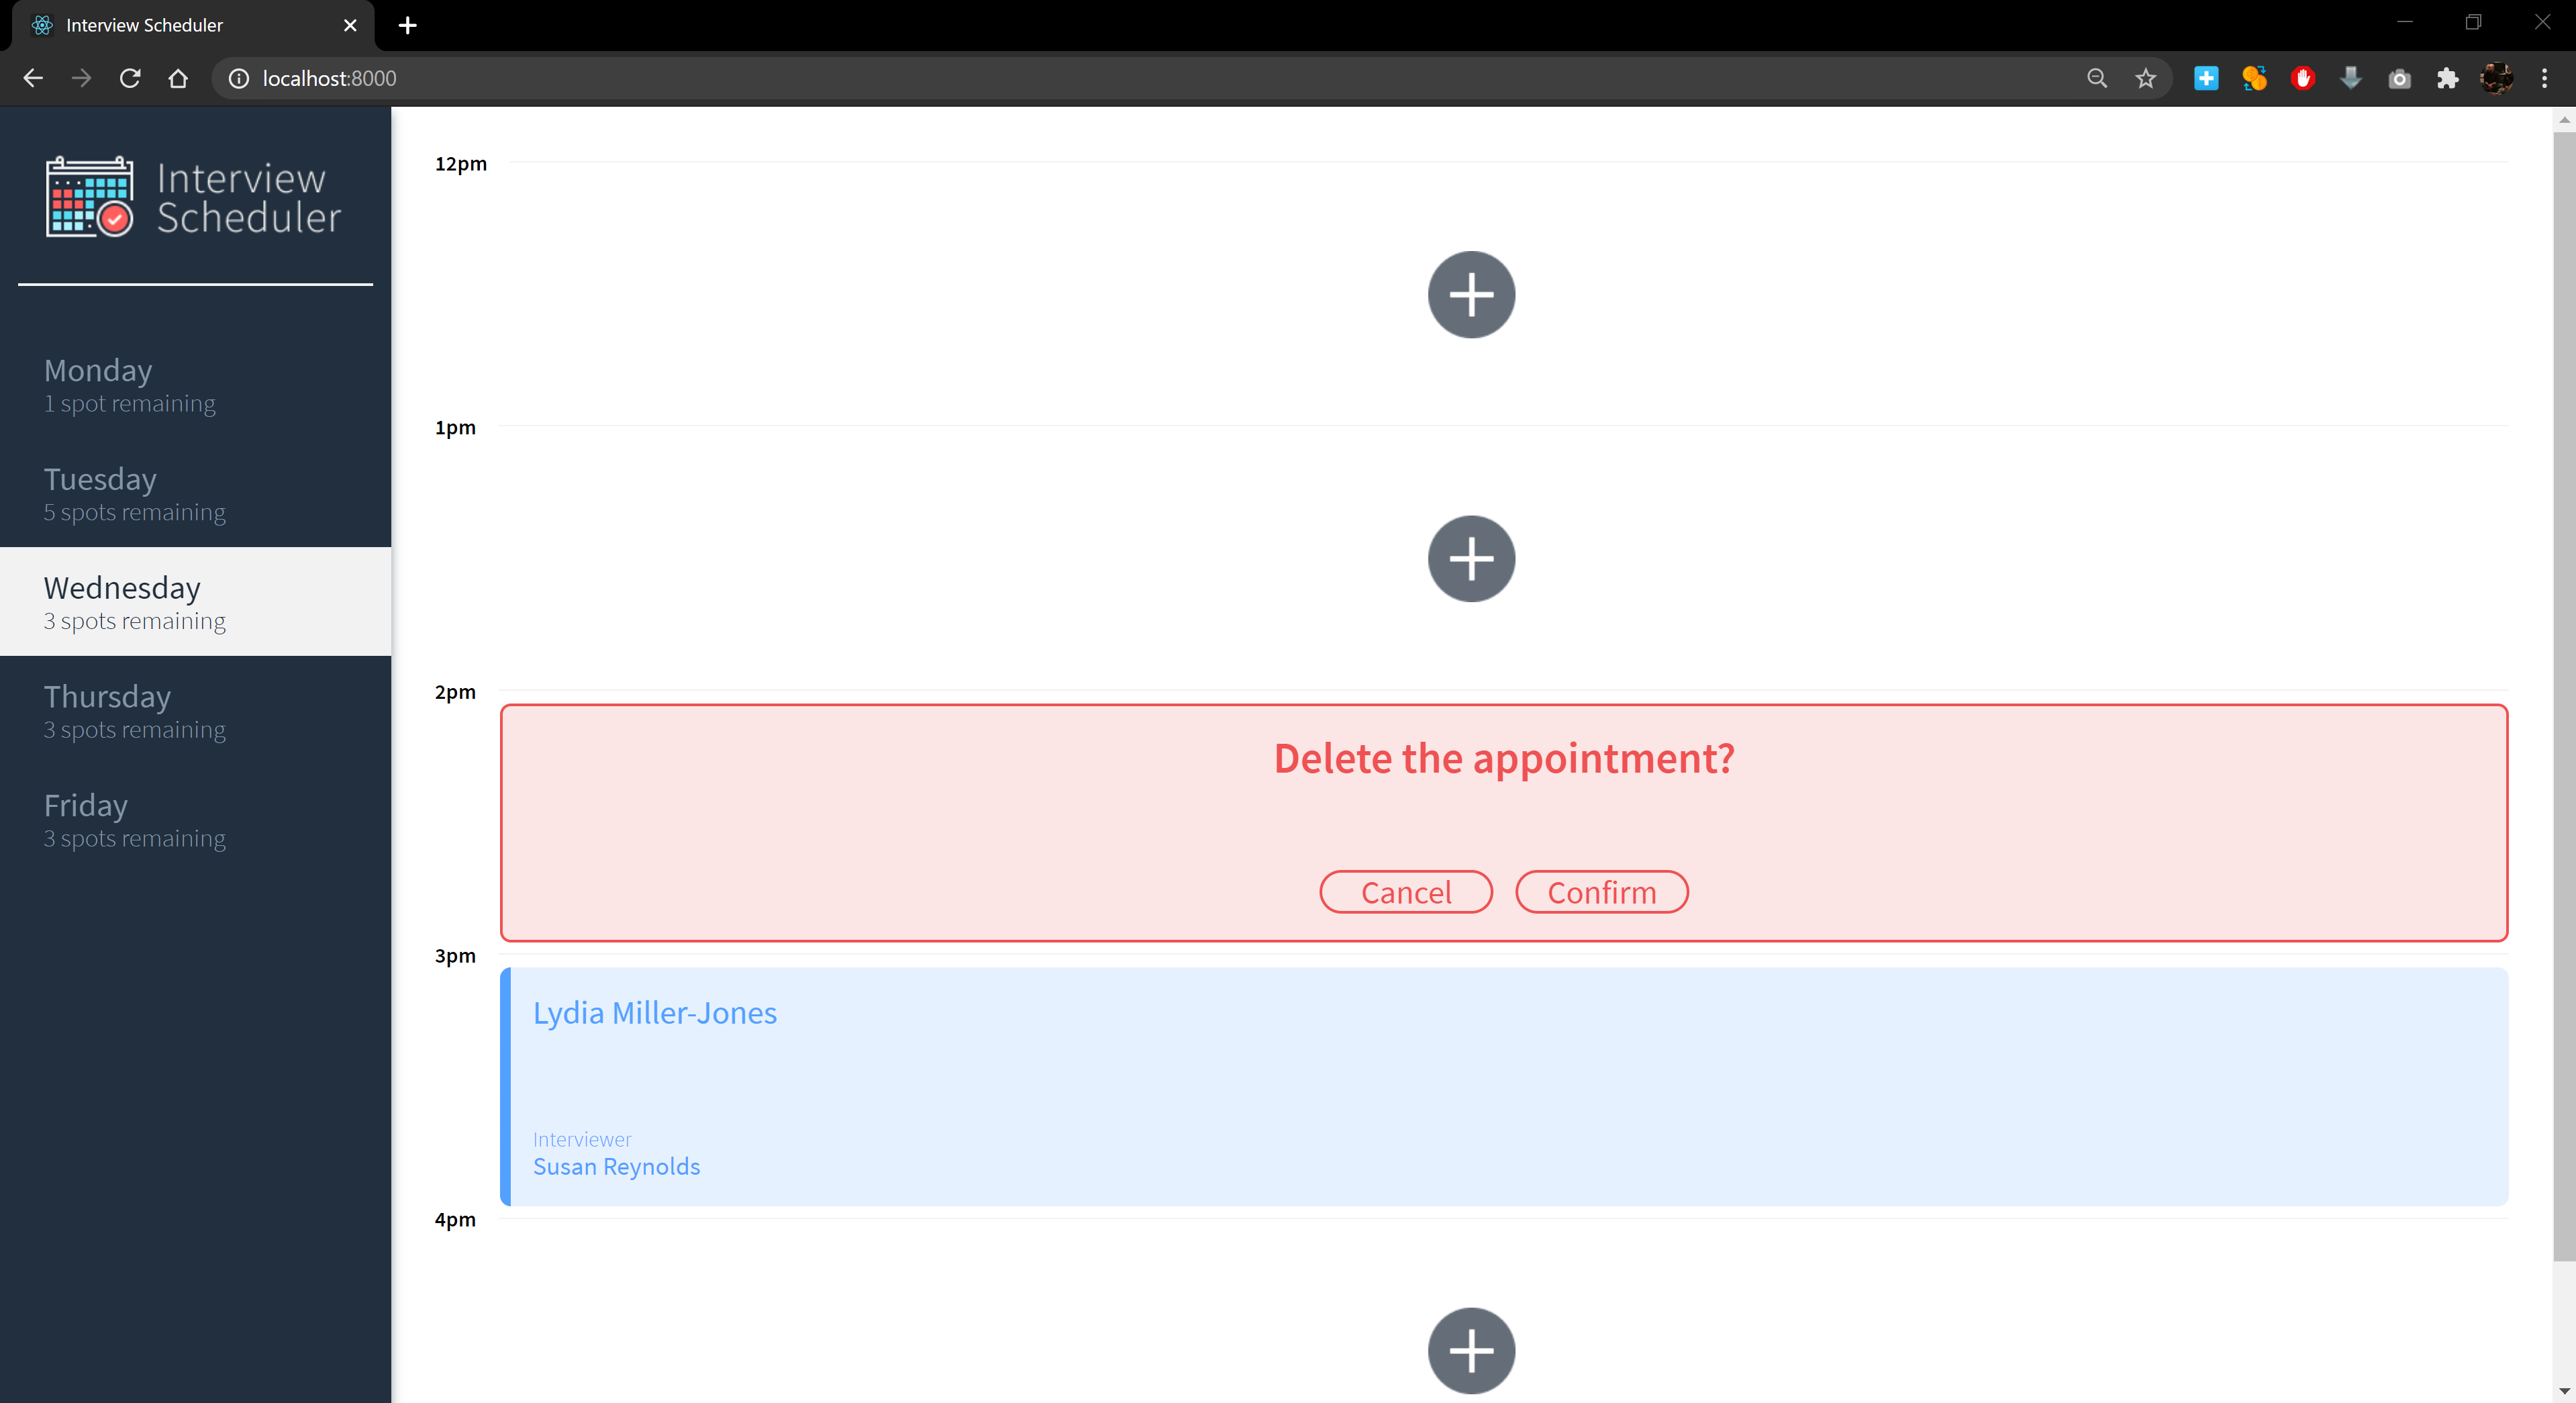 Interview Scheduler
localhost:8000
Interview
Scheduler
Monday
1 spot remaining
Tuesday
5 spots remaining
Wednesday
3 spots remaining
Thursday
3 spots remaining
Friday
3 spots remaining
12pm
1pm
2pm
Delete the appointment?
Cancel Confirm
3pm
Lydia Miller-Jones
Interviewer
Susan Reynolds
4pm